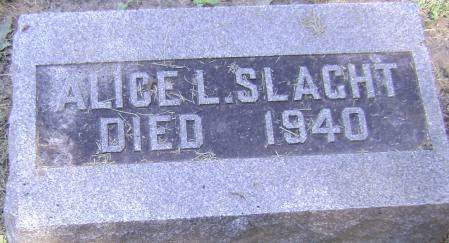 ALICE L. SLACHT
DIED 1940